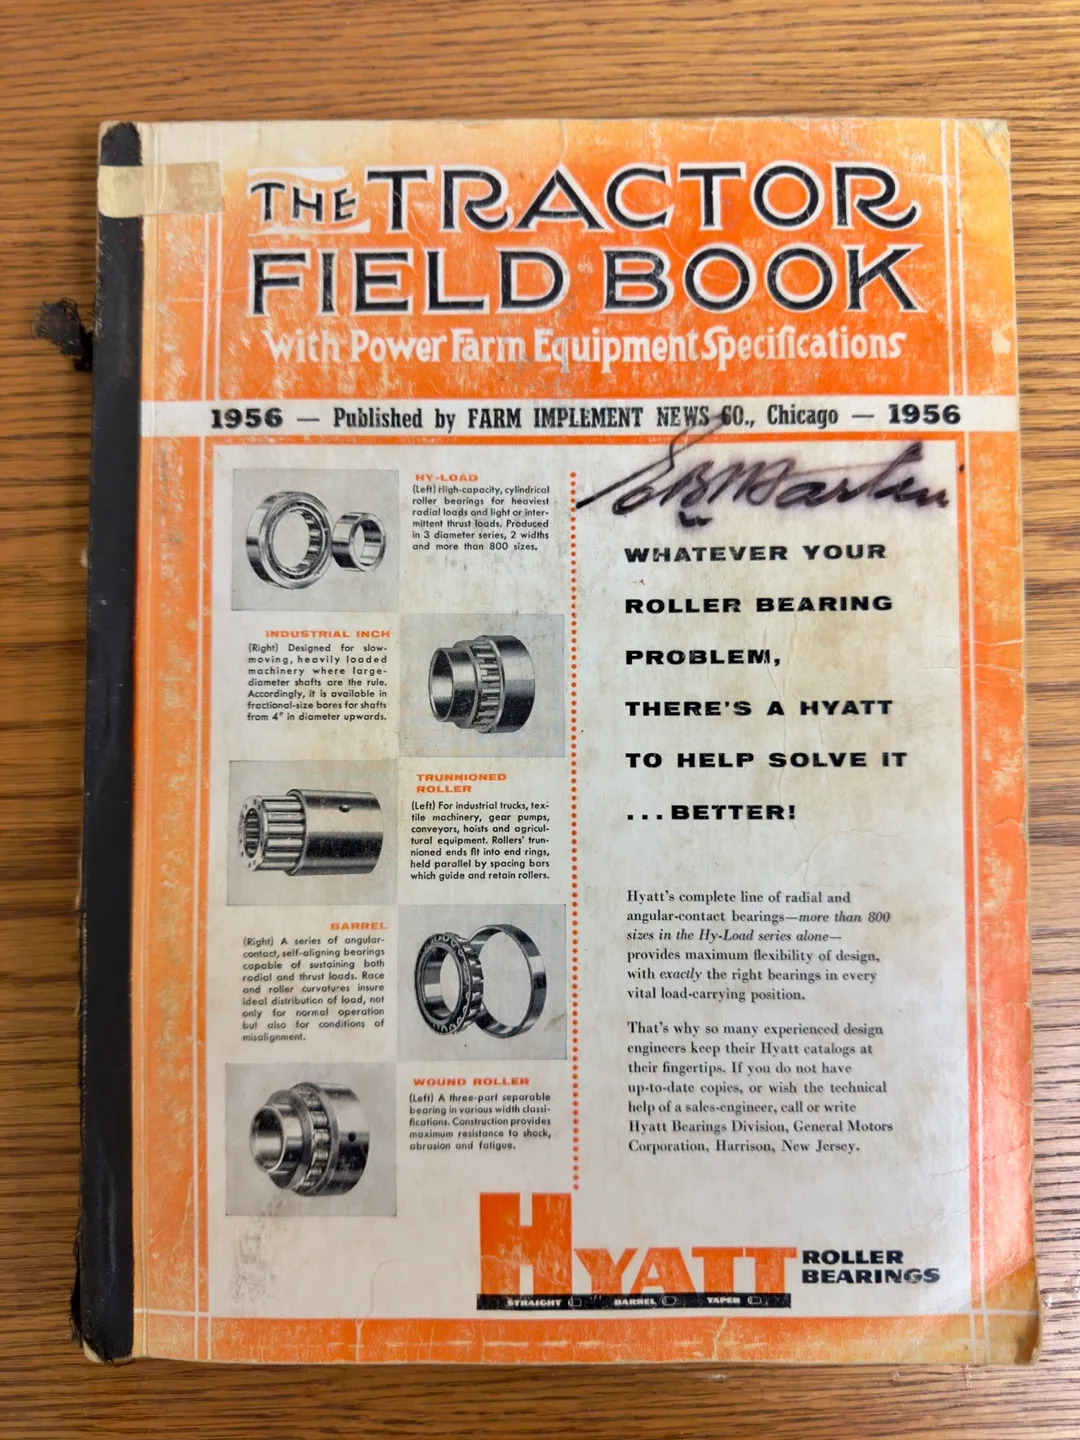 THE TRACTOR
FIELD BOOK
with Power Farm Equipment Specifications
1956 — Published by FARM IMPLEMENT NEWS CO., Chicago — 1956
HY-LOAD
(Left) High-capacity, cylindrical
roller bearings for heaviest
radial loads and light or inter-
mittent thrust loads. Produced
in 3 diameter series, 2 widths
and more than 800 sizes.
INDUSTRIAL INCH
(Right) Designed for slow-
moving, heavily loaded
machinery where large-
diameter shafts are the rule.
Accordingly, it is available in
fractional-size bores for shafts
from 4" in diameter upwards.
TRUNNIONED
ROLLER
(Left) For industrial trucks, tex-
tile machinery, gear pumps,
conveyors, hoists and agricul-
tural equipment. Rollers' trun-
nioned ends fit into end rings,
held parallel by spacing bars
which guide and retain rollers.
BARREL
(Right) A series of angular-
contact, self-aligning bearings
capable of sustaining both
radial and thrust loads. Race
and roller curvatures insure
ideal distribution of load, not
only for normal operation
but also for conditions of
misalignment.
WOUND ROLLER
(Left) A three-part separable
bearing in various width classi-
fications. Construction provides
maximum resistance to shock,
abrasion and fatigue.
WHATEVER YOUR
ROLLER BEARING
PROBLEM,
THERE'S A HYATT
TO HELP SOLVE IT
...BETTER!
Hyatt's complete line of radial and
angular-contact bearings—more than 800
sizes in the Hy-Load series alone—
provides maximum flexibility of design,
with exactly the right bearings in every
vital load-carrying position.
That's why so many experienced design
engineers keep their Hyatt catalogs at
their fingertips. If you do not have
up-to-date copies, or wish the technical
help of a sales-engineer, call or write
Hyatt Bearings Division, General Motors
Corporation, Harrison, New Jersey.
HYATT ROLLER
BEARINGS
STRAIGHT BARREL TAPER